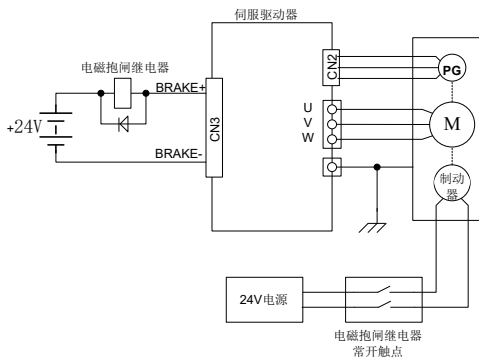 伺服驱动器
电磁抱闸继电器
BRAKE+
+24V
BRAKE-
CN3
CN2
PG
U
V
W
M
制动
器
24V电源
电磁抱闸继电器
常开触点